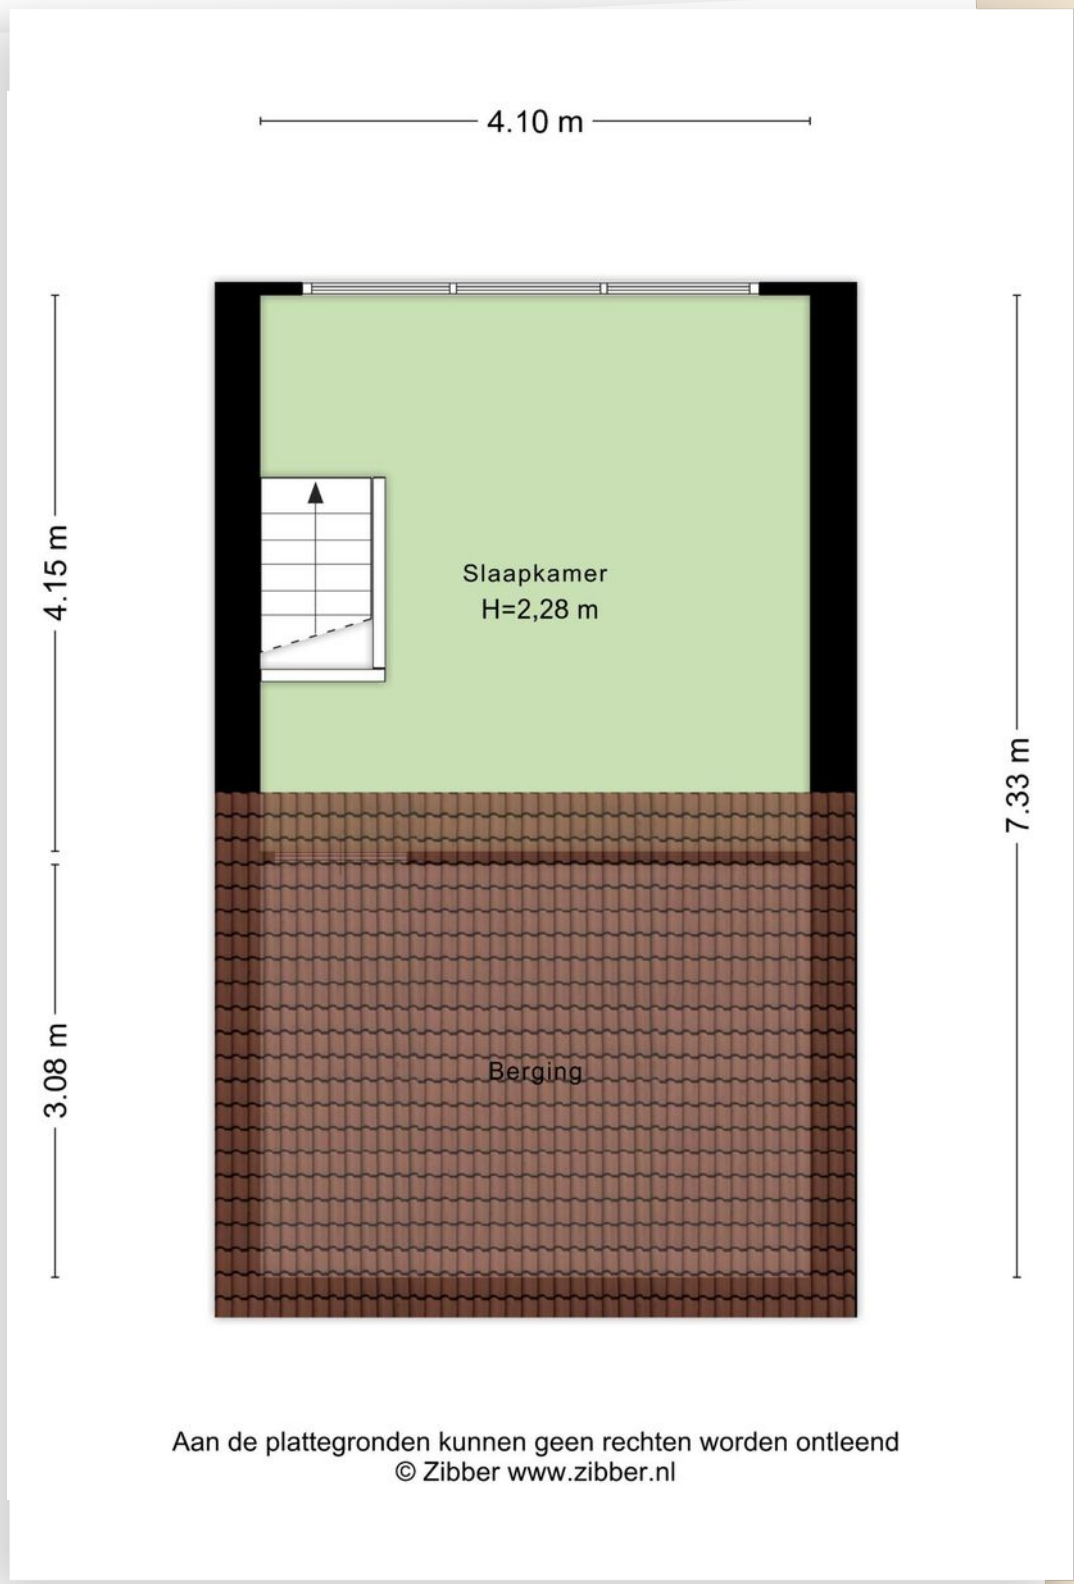 4.10 m
4.15 m
Slaapkamer
H=2,28 m
7.33 m
3.08 m
Berging
Aan de plattegronden kunnen geen rechten worden ontleend
© Zibber www.zibber.nl